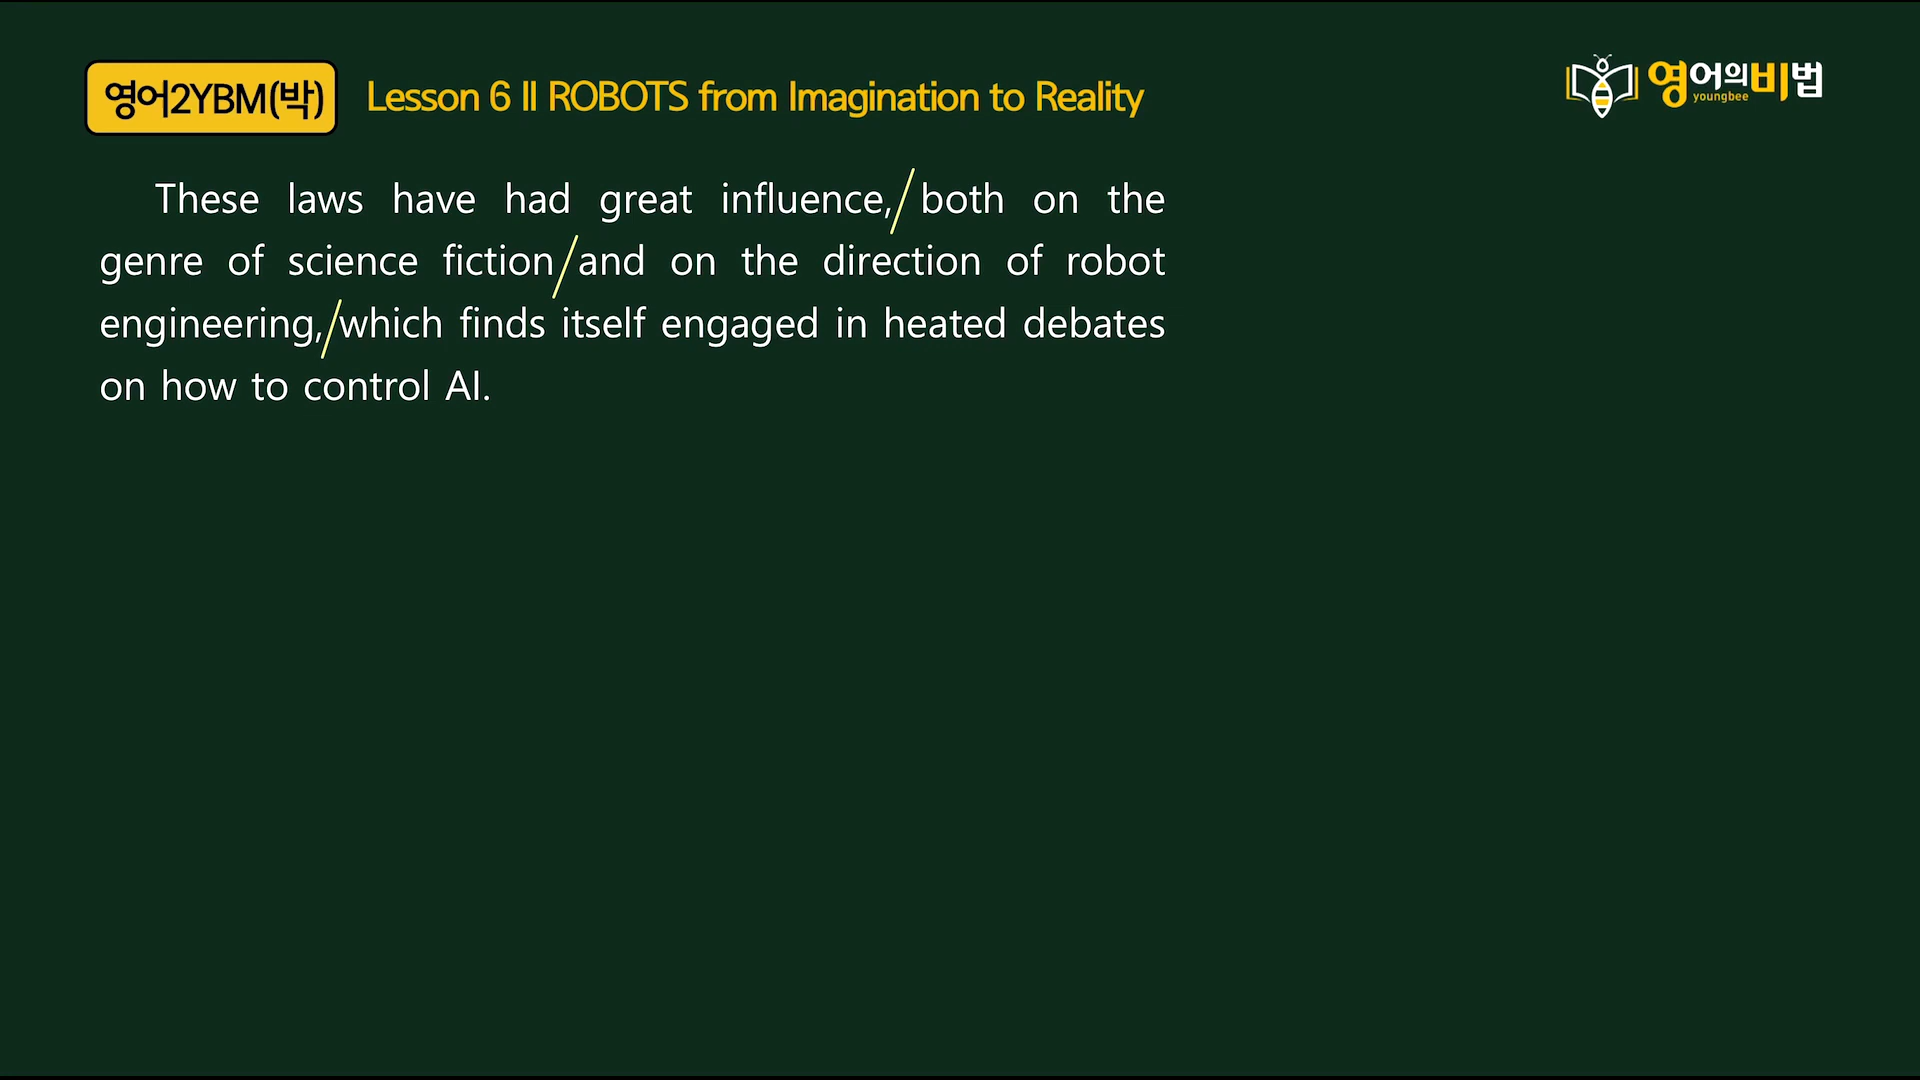 영어2YBM(박) Lesson 6 II ROBOTS from Imagination to Reality
영어의비법
youngbee
These laws have had great influence, / both on the
genre of science fiction / and on the direction of robot
engineering, / which finds itself engaged in heated debates
on how to control AI.